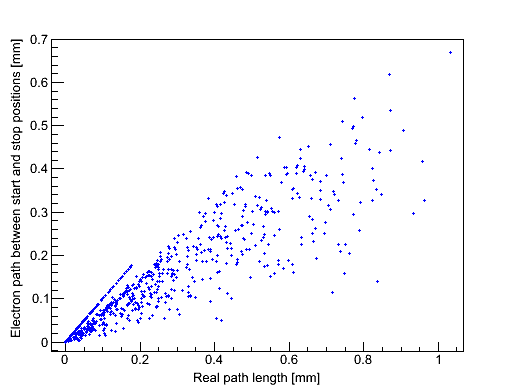 0.7
0.6
0.5
0.4
0.3
0.2
0.1
0
Electron path between start and stop positions [mm]
0 0.2 0.4 0.6 0.8 1
Real path length [mm]